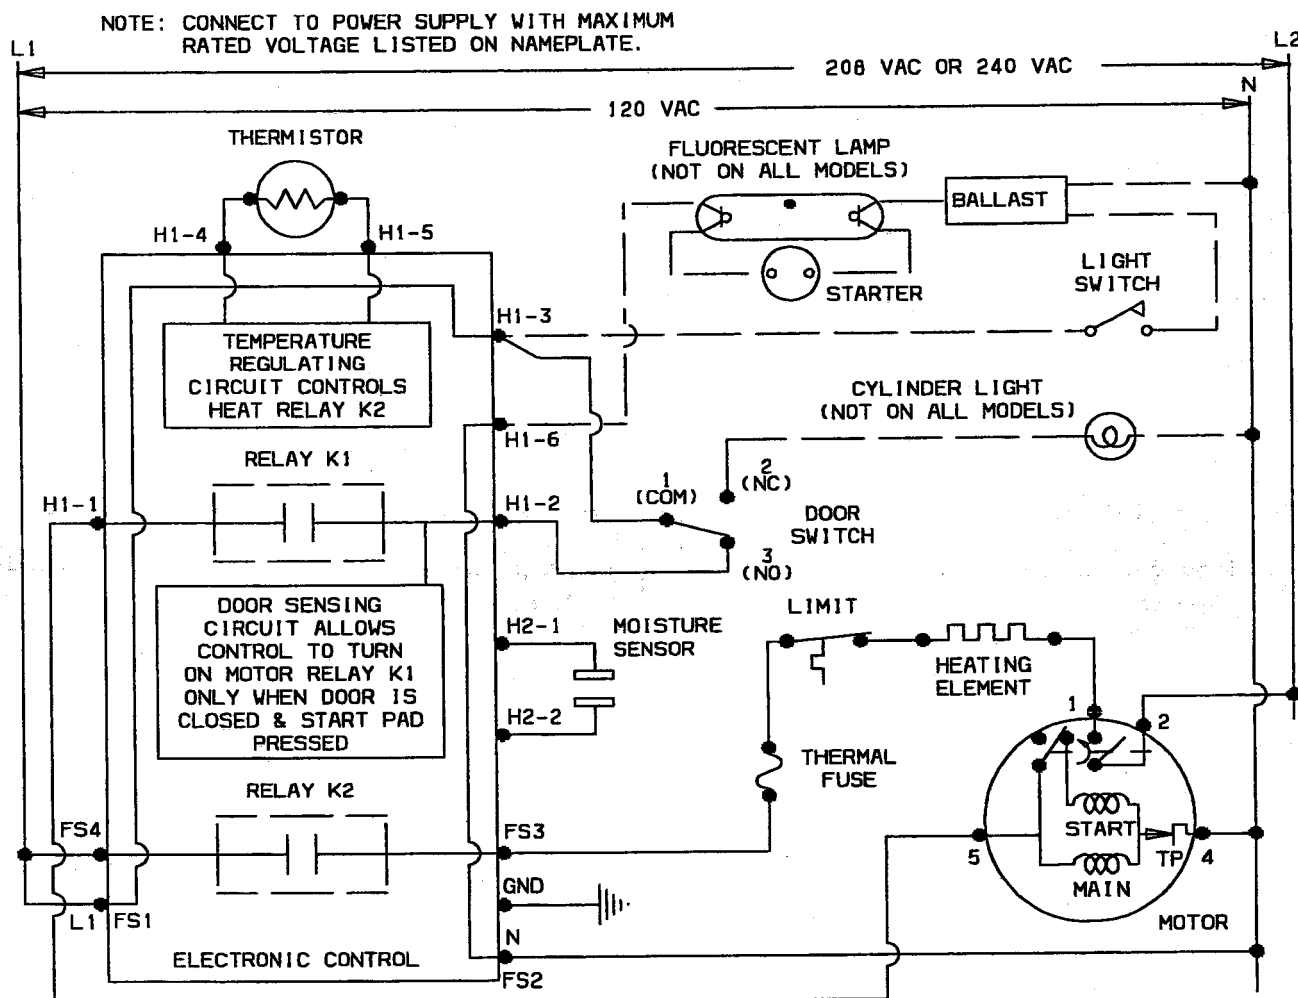 NOTE: CONNECT TO POWER SUPPLY WITH MAXIMUM
RATED VOLTAGE LISTED ON NAMEPLATE.
L1
L2
208 VAC OR 240 VAC
N
120 VAC
THERMISTOR
FLUORESCENT LAMP
(NOT ON ALL MODELS)
BALLAST
H1-4
H1-5
LIGHT
SWITCH
STARTER
H1-3
TEMPERATURE
REGULATING
CIRCUIT CONTROLS
HEAT RELAY K2
CYLINDER LIGHT
(NOT ON ALL MODELS)
H1-6
RELAY K1
1
(COM)
2
(NC)
H1-1
H1-2
DOOR
SWITCH
3
(NO)
DOOR SENSING
CIRCUIT ALLOWS
CONTROL TO TURN
ON MOTOR RELAY K1
ONLY WHEN DOOR IS
CLOSED & START PAD
PRESSED
H2-1
MOISTURE
SENSOR
LIMIT
HEATING
ELEMENT
H2-2
1
2
THERMAL
FUSE
RELAY K2
FS4
FS3
START
5
TP
4
MAIN
GND
L1
FS1
MOTOR
N
ELECTRONIC CONTROL
FS2